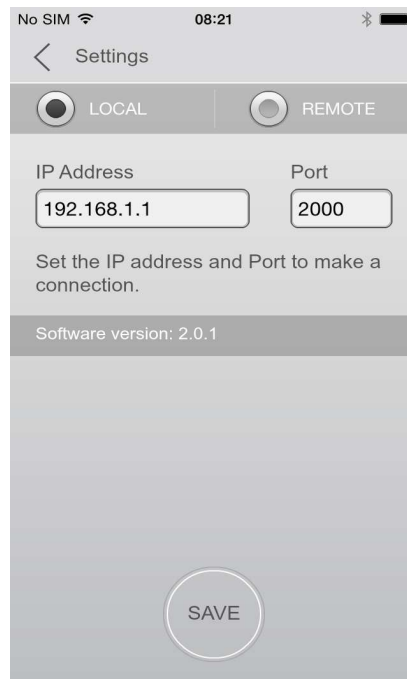 No SIM 08:21
Settings
LOCAL REMOTE
IP Address Port
192.168.1.1 2000
Set the IP address and Port to make a
connection.
Software version: 2.0.1
SAVE